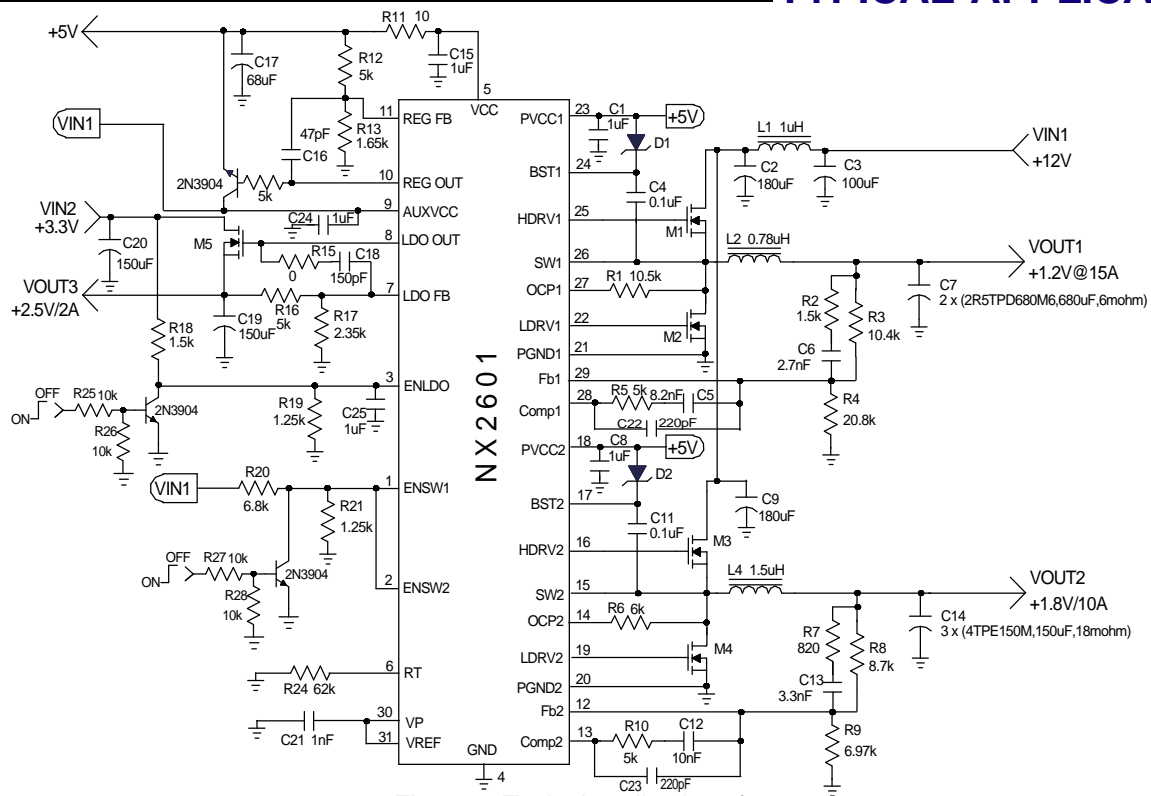 +5V
R11 10
C17
68uF
R12
5k
C15
1uF
5
VCC
VIN1
11
REG FB
47pF
C16
R13
1.65k
2N3904
5k
10
REG OUT
VIN2
+3.3V
9
AUXVCC
C24
1uF
8
LDO OUT
M5
C20
150uF
R15
0
C18
150pF
VOUT3
+2.5V/2A
7
LDO FB
R16
5k
C19
150uF
R17
2.35k
R18
1.5k
3
ENLDO
OFF
ON
R25 10k
2N3904
R26
10k
R19
1.25k
C25
1uF
VIN1
R20
6.8k
1
ENSW1
R21
1.25k
OFF
ON
R27 10k
2N3904
R28
10k
2
ENSW2
6
RT
R24 62k
30
VP
31
VREF
C21 1nF
GND
4
NX2601
PVCC1
23
C1
1uF
+5V
D1
BST1
24
C4
0.1uF
L1 1uH
VIN1
+12V
C2
180uF
C3
100uF
HDRV1
25
M1
SW1
26
L2 0.78uH
VOUT1
+1.2V@15A
OCP1
27
R1 10.5k
C7
2 x (2R5TPD680M6,680uF,6mohm)
R2
1.5k
R3
10.4k
LDRV1
22
M2
PGND1
21
C6
2.7nF
Fb1
29
R5 5k
8.2nF
C5
Comp1
28
C22
220pF
R4
20.8k
PVCC2
18
C8
1uF
+5V
D2
BST2
17
C11
0.1uF
C9
180uF
HDRV2
16
M3
SW2
15
L4 1.5uH
VOUT2
+1.8V/10A
OCP2
14
R6 6k
C14
3 x (4TPE150M,150uF,18mohm)
R7
820
R8
8.7k
LDRV2
19
M4
PGND2
20
C13
3.3nF
Fb2
12
Comp2
13
R10
5k
C12
10nF
C23
220pF
R9
6.97k